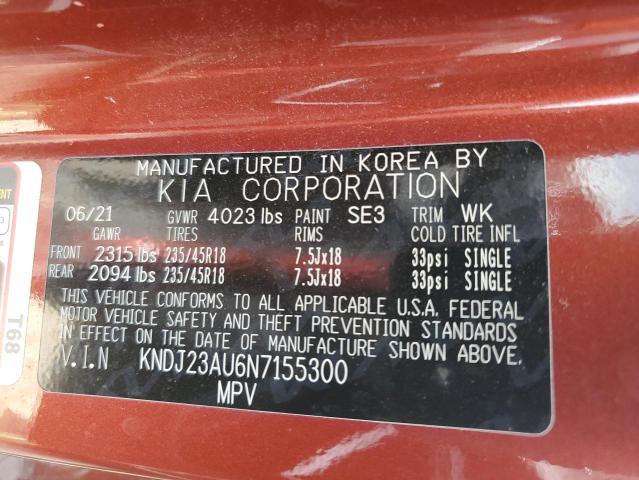 MANUFACTURED IN KOREA BY
KIA CORPORATION
06/21 GVWR 4023 lbs PAINT SE3 TRIM WK
GAWR TIRES RIMS COLD TIRE INFL
FRONT 2315 lbs 235/45R18 7.5Jx18 33psi SINGLE
REAR 2094 lbs 235/45R18 7.5Jx18 33psi SINGLE
THIS VEHICLE CONFORMS TO ALL APPLICABLE U.S.A. FEDERAL
MOTOR VEHICLE SAFETY AND THEFT PREVENTION STANDARDS
IN EFFECT ON THE DATE OF MANUFACTURE SHOWN ABOVE.
V.I.N KNDJ23AU6N7155300
MPV
T68